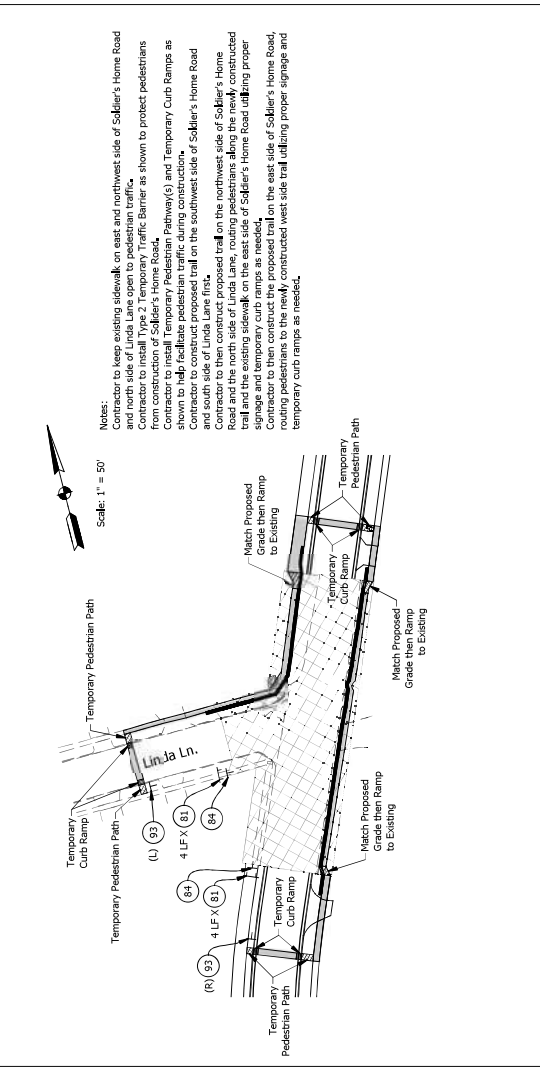 Notes:
Contractor to keep existing sidewalk on east and northwest side of Soldier's Home Road
and north side of Linda Lane open to pedestrian traffic.
Contractor to install Type 2 Temporary Traffic Barrier as shown to protect pedestrians
from construction of Solider's Home Road.
Contractor to install Temporary Pedestrian Pathway(s) and Temporary Curb Ramps as
shown to help facilitate pedestrian traffic during construction.
Contractor to construct proposed trail on the southwest side of Soldier's Home Road
and south side of Linda Lane first.
Contractor to then construct proposed trail on the northwest side of Soldier's Home
Road and the north side of Linda Lane, routing pedestrians along the newly constructed
trail and the existing sidewalk on the east side of Soldier's Home Road utilizing proper
signage and temporary curb ramps as needed.
Contractor to then construct the proposed trail on the east side of Soldier's Home Road,
routing pedestrians to the newly constructed west side trail utilizing proper signage and
temporary curb ramps as needed.
Scale: 1" = 50'
Temporary
Curb Ramp
Temporary Pedestrian Path
Temporary Pedestrian Path
Linda Ln.
(L) 93
4 LF X 81
84
84
4 LF X 81
(R) 93
Match Proposed
Grade then Ramp
to Existing
Temporary
Curb Ramp
Temporary
Pedestrian Path
Temporary
Pedestrian Path
Temporary
Curb Ramp
Match Proposed
Grade then Ramp
to Existing
Match Proposed
Grade then Ramp
to Existing